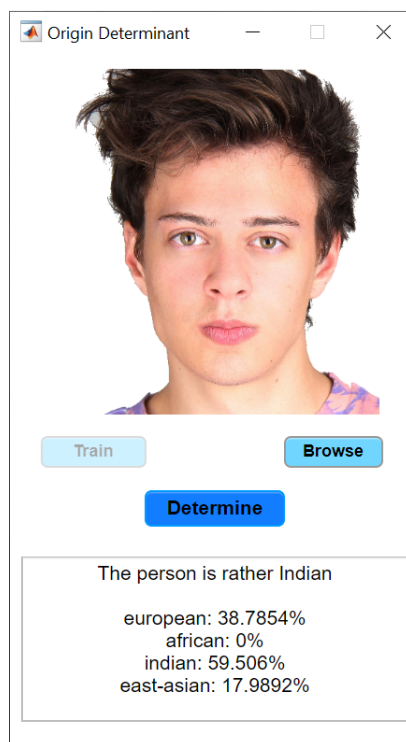 Origin Determinant
Train
Browse
Determine
The person is rather Indian
european: 38.7854%
african: 0%
indian: 59.506%
east-asian: 17.9892%